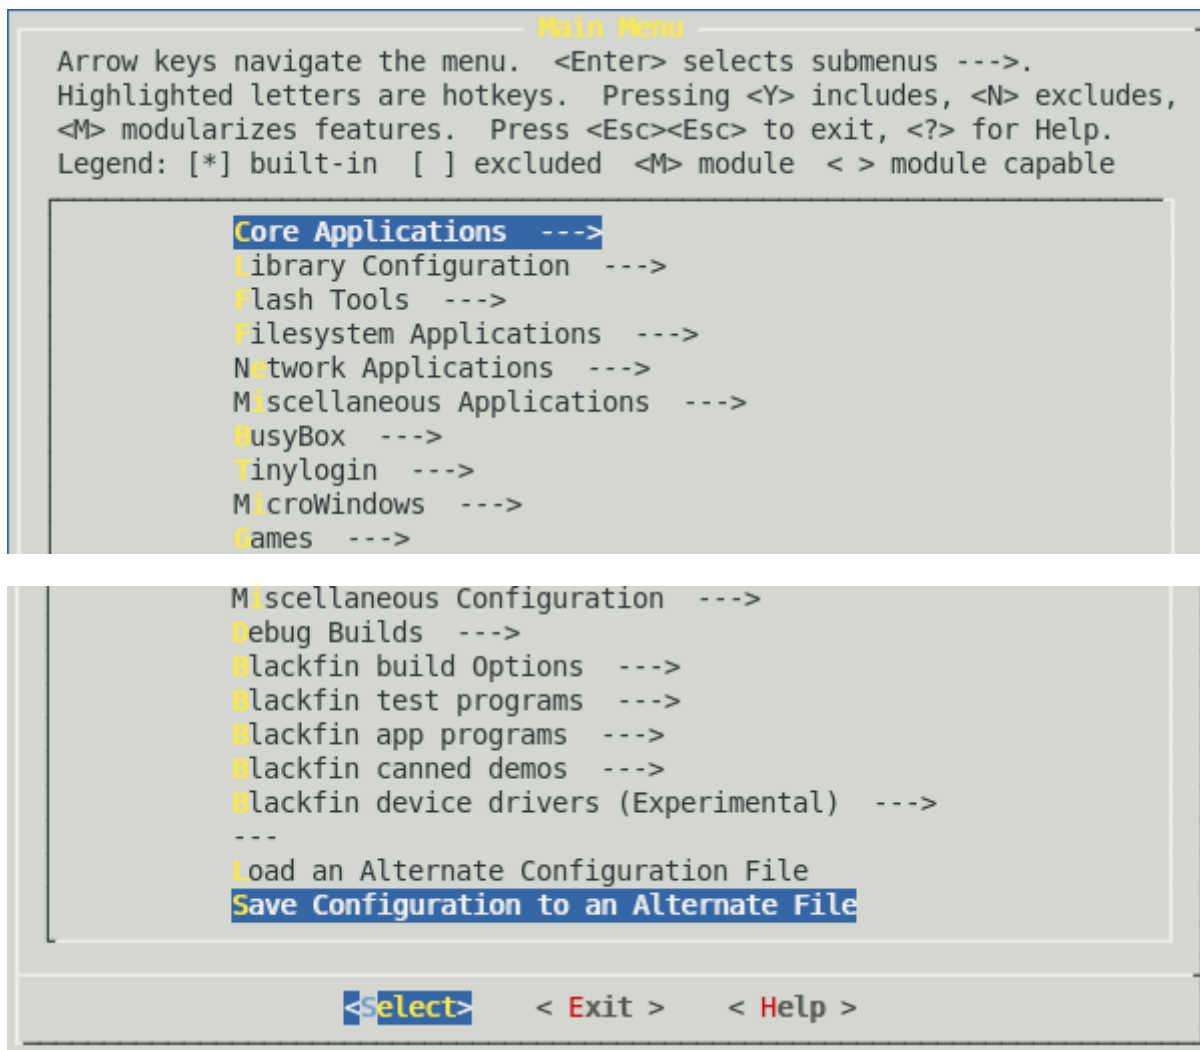 Main Menu
Arrow keys navigate the menu.  <Enter> selects submenus --->.
Highlighted letters are hotkeys.  Pressing <Y> includes, <N> excludes,
<M> modularizes features.  Press <Esc><Esc> to exit, <?> for Help.
Legend: [*] built-in  [ ] excluded  <M> module  < > module capable
Core Applications  --->
Library Configuration  --->
Flash Tools  --->
Filesystem Applications  --->
Network Applications  --->
Miscellaneous Applications  --->
BusyBox  --->
Tinylogin  --->
MicroWindows  --->
Games  --->
Miscellaneous Configuration  --->
Debug Builds  --->
Blackfin build Options  --->
Blackfin test programs  --->
Blackfin app programs  --->
Blackfin canned demos  --->
Blackfin device drivers (Experimental)  --->
---
Load an Alternate Configuration File
Save Configuration to an Alternate File
<Select>    < Exit >    < Help >